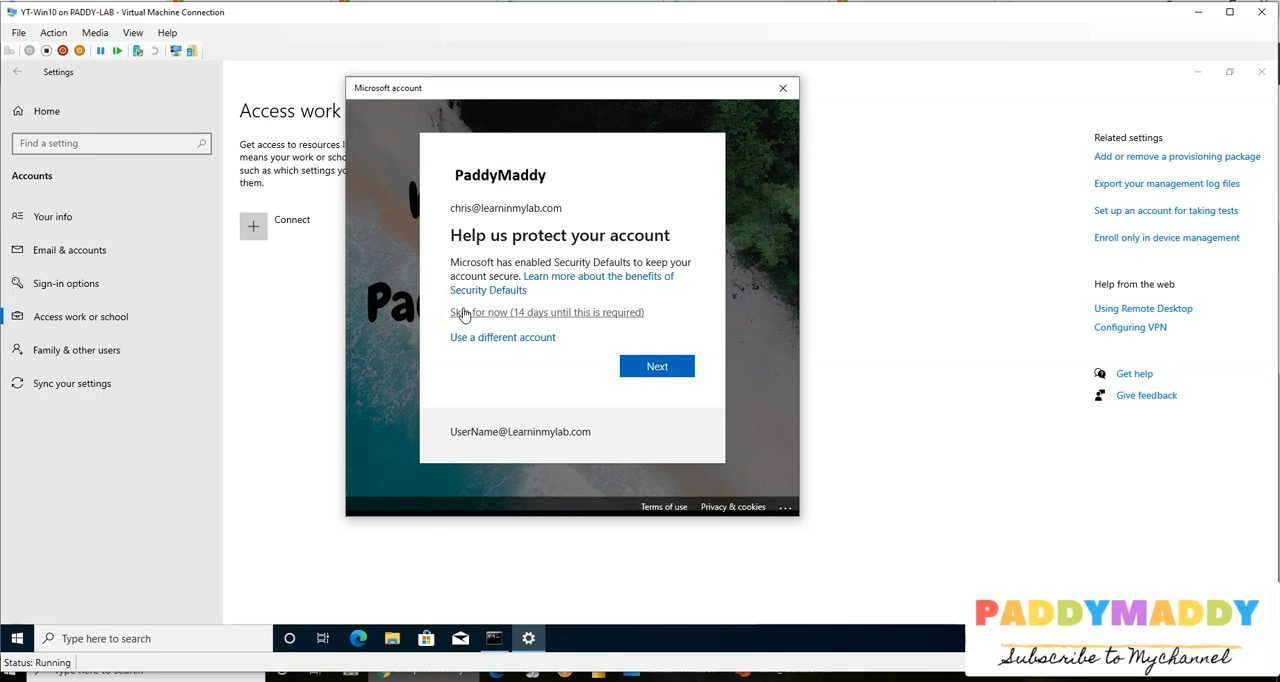 YT-Win10 on PADDY-LAB - Virtual Machine Connection
File Action Media View Help
Settings
Home
Find a setting
Accounts
Your info
Email & accounts
Sign-in options
Access work or school
Family & other users
Sync your settings
Access work
Get access to resources
means your work or scho
such as which settings yo
them.
Connect
Microsoft account
PaddyMaddy
chris@learninmylab.com
Help us protect your account
Microsoft has enabled Security Defaults to keep your
account secure. Learn more about the benefits of
Security Defaults
Skip for now (14 days until this is required)
Use a different account
Next
UserName@Learninmylab.com
Pa
Terms of use Privacy & cookies ...
Related settings
Add or remove a provisioning package
Export your management log files
Set up an account for taking tests
Enroll only in device management
Help from the web
Using Remote Desktop
Configuring VPN
Get help
Give feedback
PADDYMADDY
Subscribe to Mychannel
Type here to search
Status: Running
Type here to search